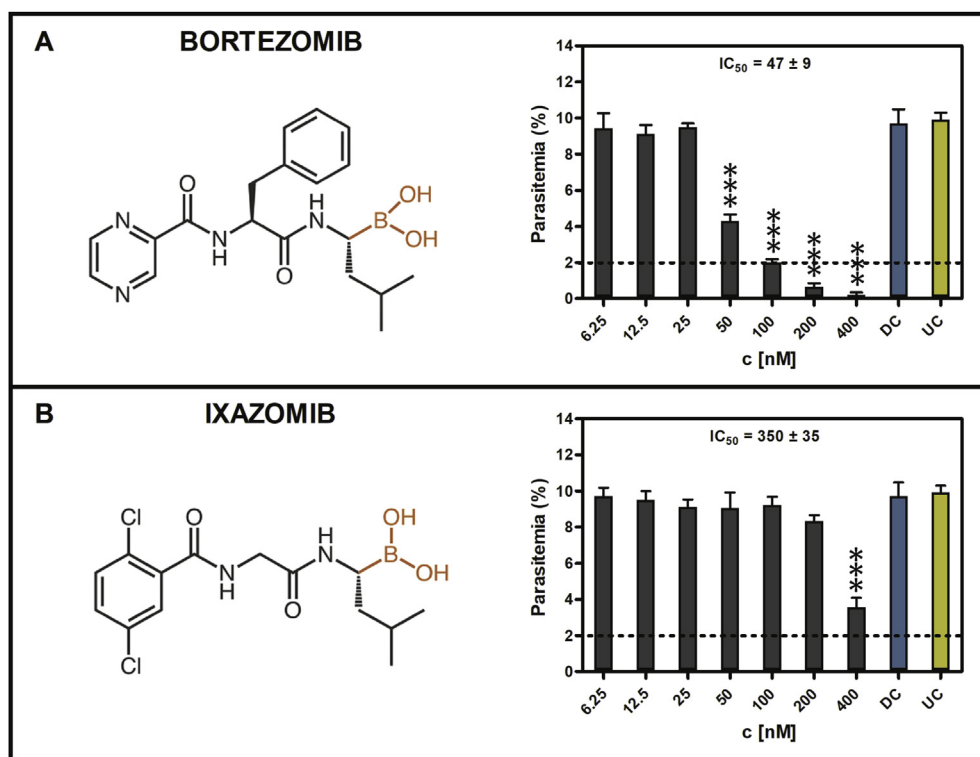 A
BORTEZOMIB
O
N
N
N
H
O
H
N
B
OH
OH
IC50 = 47 ± 9
Parasitemia (%)
14
12
10
8
6
4
2
0
***
***
***
***
6.25
12.5
25
50
100
200
400
DC
UC
c [nM]
B
IXAZOMIB
Cl
Cl
O
N
H
O
H
N
B
OH
OH
IC50 = 350 ± 35
Parasitemia (%)
14
12
10
8
6
4
2
0
***
6.25
12.5
25
50
100
200
400
DC
UC
c [nM]